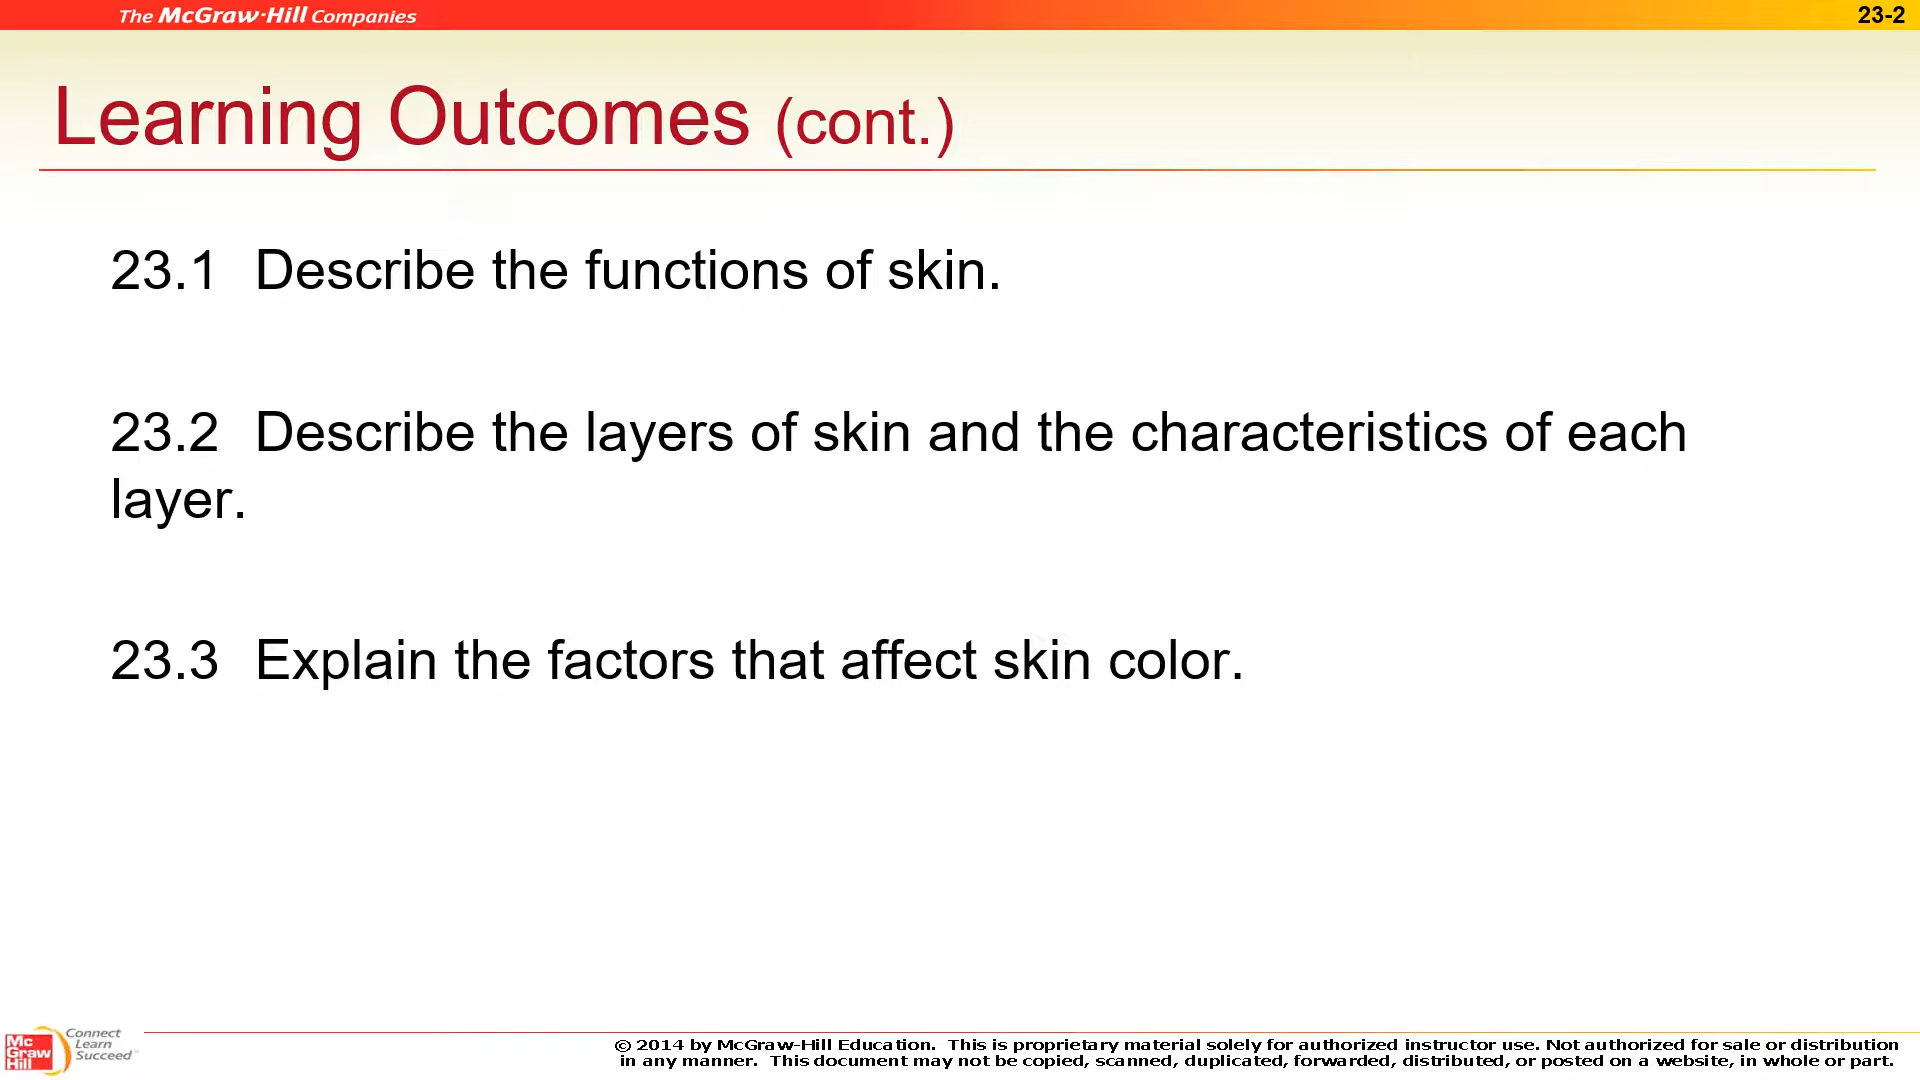 The McGraw·Hill Companies
23-2
Learning Outcomes (cont.)
23.1 Describe the functions of skin.
23.2 Describe the layers of skin and the characteristics of each
layer.
23.3 Explain the factors that affect skin color.
Mc
Graw
Hill
Connect
Learn
Succeed™
© 2014 by McGraw-Hill Education. This is proprietary material solely for authorized instructor use. Not authorized for sale or distribution
in any manner. This document may not be copied, scanned, duplicated, forwarded, distributed, or posted on a website, in whole or part.